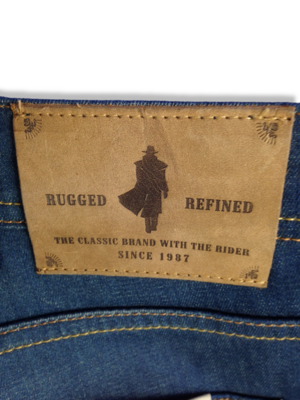 RUGGED REFINED
THE CLASSIC BRAND WITH THE RIDER
SINCE 1987